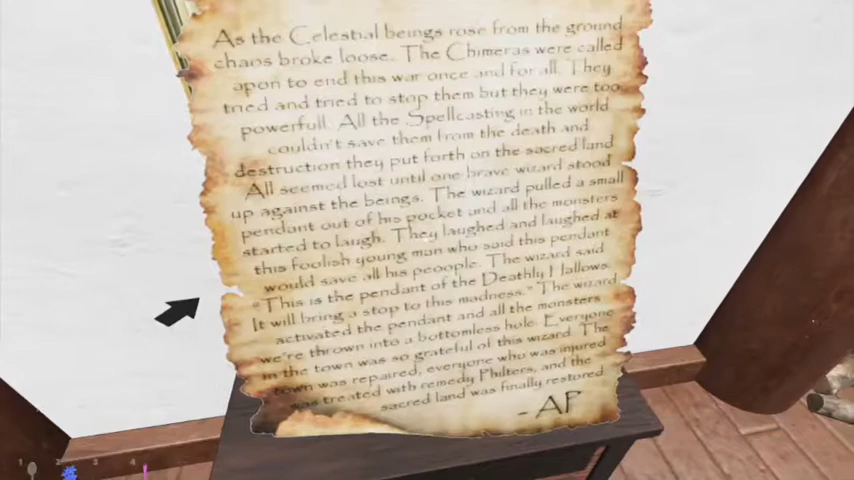 As the Celestial beings rose from the ground
chaos broke loose. The Chimeras were called
apon to end this war once and for all. They
tried and tried to stop them but they were too
powerfull. All the Spellcasting in the world
couldn't save them from the death and
destruction they put forth on the sacred land
All seemed lost until one brave wizard stood
up against the beings. The wizard pulled a small
pendant out of his pocket and all the monsters
started to laugh. They laughed and laughed at
this foolish young man who said this pendant
would save all his peoople. The wizard said
"This is the pendant of the Deathly Hallows.
It will bring a stop to this madness." The wizard
activated the pendant and all the monsters
we're thrown into a bottomless hole. Everyone
in the town was so grateful of this wizard. The
town was repaired, everyone who was injured
was treated with remedy Philters, and the
sacred land was finally restored
- AP
1 2 3 4